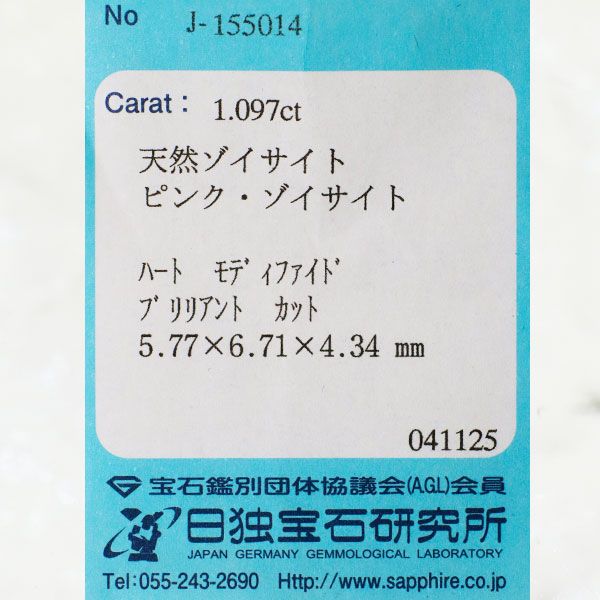 No J-155014
Carat: 1.097ct
天然ゾイサイト
ピンク・ゾイサイト
ﾊｰﾄ ﾓﾃﾞｨﾌｧｲﾄﾞ
ﾌﾞﾘﾘｱﾝﾄ ｶｯﾄ
5.77×6.71×4.34 mm
041125
宝石鑑別団体協議会(AGL)会員
日独宝石研究所
JAPAN GERMANY GEMMOLOGICAL LABORATORY
Tel:055-243-2690 Http://www.sapphire.co.jp